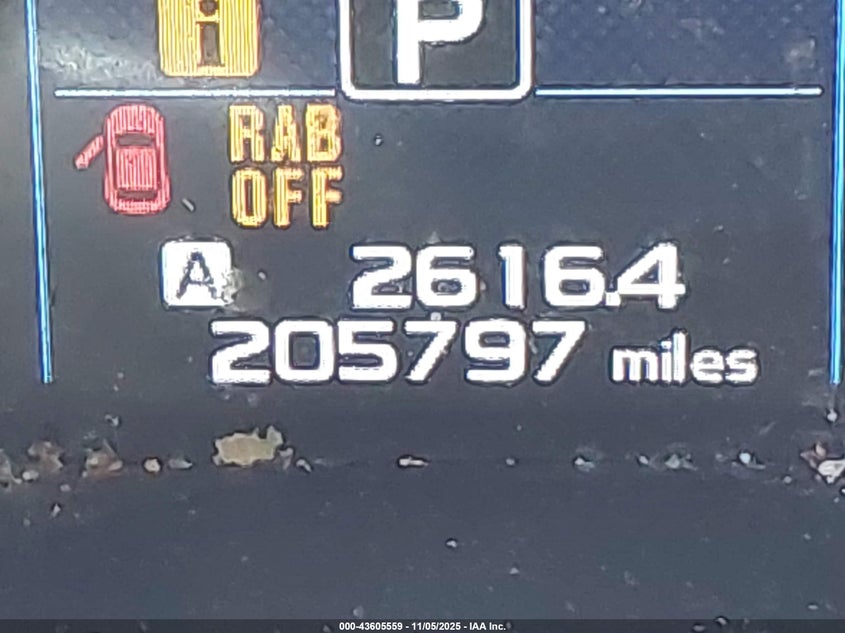 P
RAB
OFF
A 2616.4
205797 miles
000-43605559 - 11/05/2025 - IAA Inc.